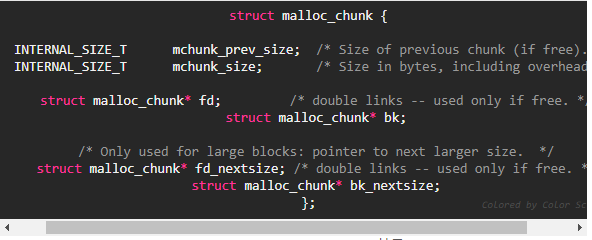 struct malloc_chunk {
INTERNAL_SIZE_T      mchunk_prev_size;  /* Size of previous chunk (if free).
INTERNAL_SIZE_T      mchunk_size;       /* Size in bytes, including overhead
struct malloc_chunk* fd;         /* double links -- used only if free. */
struct malloc_chunk* bk;
/* Only used for large blocks: pointer to next larger size.  */
struct malloc_chunk* fd_nextsize; /* double links -- used only if free. *
struct malloc_chunk* bk_nextsize;
};
Colored by Color Sc